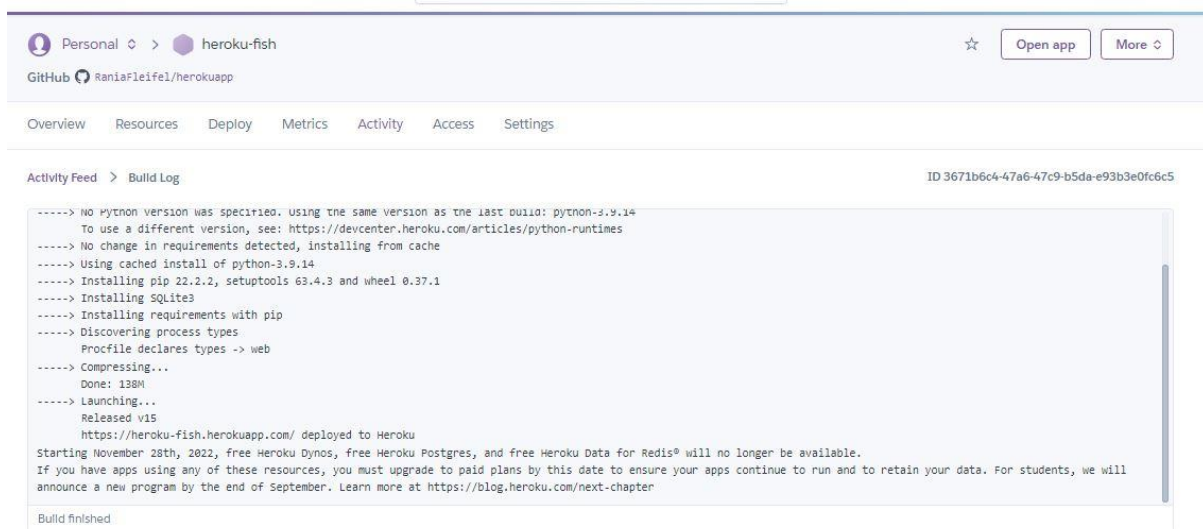 Personal > heroku-fish
Open app
More
GitHub RaniaFleifel/herokuapp
Overview Resources Deploy Metrics Activity Access Settings
Activity Feed > Build Log
ID 3671b6c4-47a6-47c9-b5da-e93b3e0fc6c5
-----> No Python version was specified. Using the same version as the last build: python-3.9.14
To use a different version, see: https://devcenter.heroku.com/articles/python-runtimes
-----> No change in requirements detected, installing from cache
-----> Using cached install of python-3.9.14
-----> Installing pip 22.2.2, setuptools 63.4.3 and wheel 0.37.1
-----> Installing SQLite3
-----> Installing requirements with pip
-----> Discovering process types
Procfile declares types -> web
-----> Compressing...
Done: 138M
-----> Launching...
Released v15
https://heroku-fish.herokuapp.com/ deployed to Heroku
Starting November 28th, 2022, free Heroku Dynos, free Heroku Postgres, and free Heroku Data for Redis® will no longer be available.
If you have apps using any of these resources, you must upgrade to paid plans by this date to ensure your apps continue to run and to retain your data. For students, we will
announce a new program by the end of September. Learn more at https://blog.heroku.com/next-chapter
Build finished